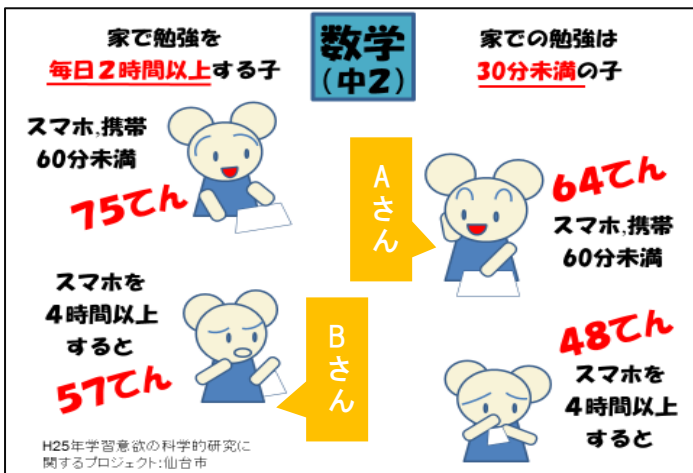 家で勉強を
毎日2時間以上する子
スマホ,携帯
60分未満
75てん
スマホを
4時間以上
すると
57てん
数学
(中2)
家での勉強は
30分未満の子
Aさん
64てん
スマホ,携帯
60分未満
Bさん
48てん
スマホを
4時間以上
すると
H25年学習意欲の科学的研究に
関するプロジェクト:仙台市